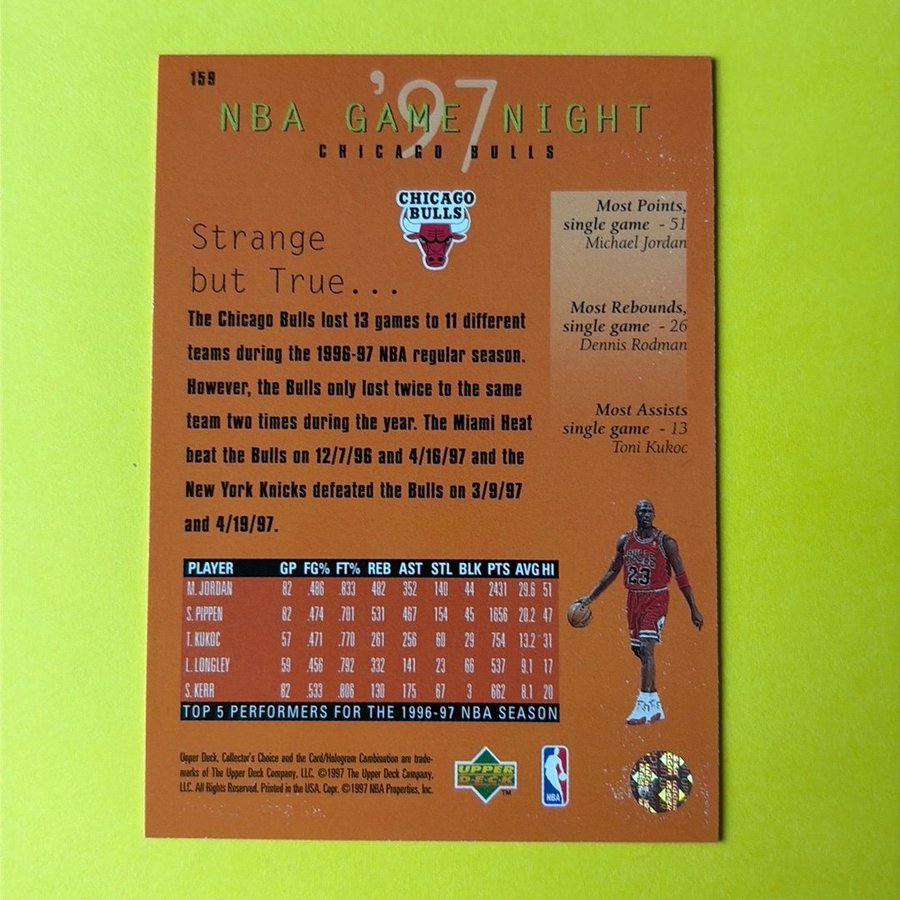 159
'97
NBA GAME NIGHT
CHICAGO BULLS
CHICAGO
BULLS
Strange
but True...
The Chicago Bulls lost 13 games to 11 different
teams during the 1996-97 NBA regular season.
However, the Bulls only lost twice to the same
team two times during the year. The Miami Heat
beat the Bulls on 12/7/96 and 4/16/97 and the
New York Knicks defeated the Bulls on 3/9/97
and 4/19/97.
Most Points,
single game - 51
Michael Jordan
Most Rebounds,
single game - 26
Dennis Rodman
Most Assists
single game - 13
Toni Kukoc
PLAYER GP FG% FT% REB AST STL BLK PTS AVG HI
M. JORDAN 82 .486 .833 482 352 140 44 2431 29.6 51
S. PIPPEN 82 .474 .701 531 467 154 45 1656 20.2 47
T. KUKOC 57 .471 .770 261 256 60 29 754 13.2 31
L. LONGLEY 59 .456 .792 332 141 23 66 537 9.1 17
S. KERR 82 .533 .806 130 175 67 3 662 8.1 20
TOP 5 PERFORMERS FOR THE 1996-97 NBA SEASON
BULLS
23
Upper Deck, Collector's Choice and the Card/Hologram Combination are trade-
marks of The Upper Deck Company, LLC. ©1997 The Upper Deck Company,
LLC. All Rights Reserved. Printed in the USA. Copr. ©1997 NBA Properties, Inc.
UPPER
DECK
TM
NBA